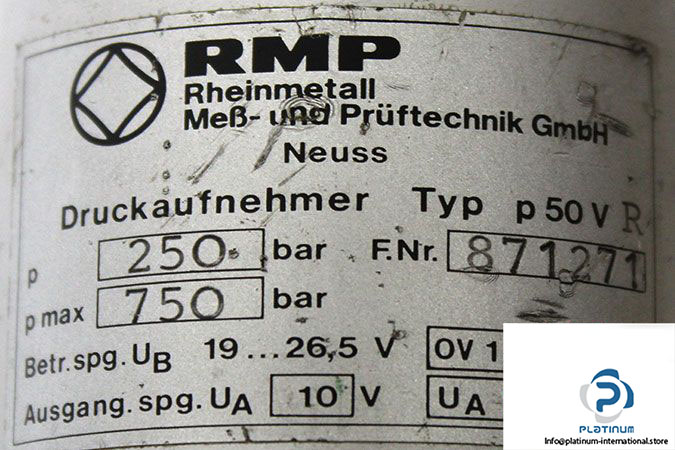 RMP
Rheinmetall
Meß- und Prüftechnik GmbH
Neuss
Druckaufnehmer Typ p 50 V R
p 250 bar F.Nr. 871271
p max 750 bar
Betr.spg. UB 19 ... 26,5 V OV 1
Ausgang. spg. UA 10 V UA
PLATINUM
Info@platinum-international.store